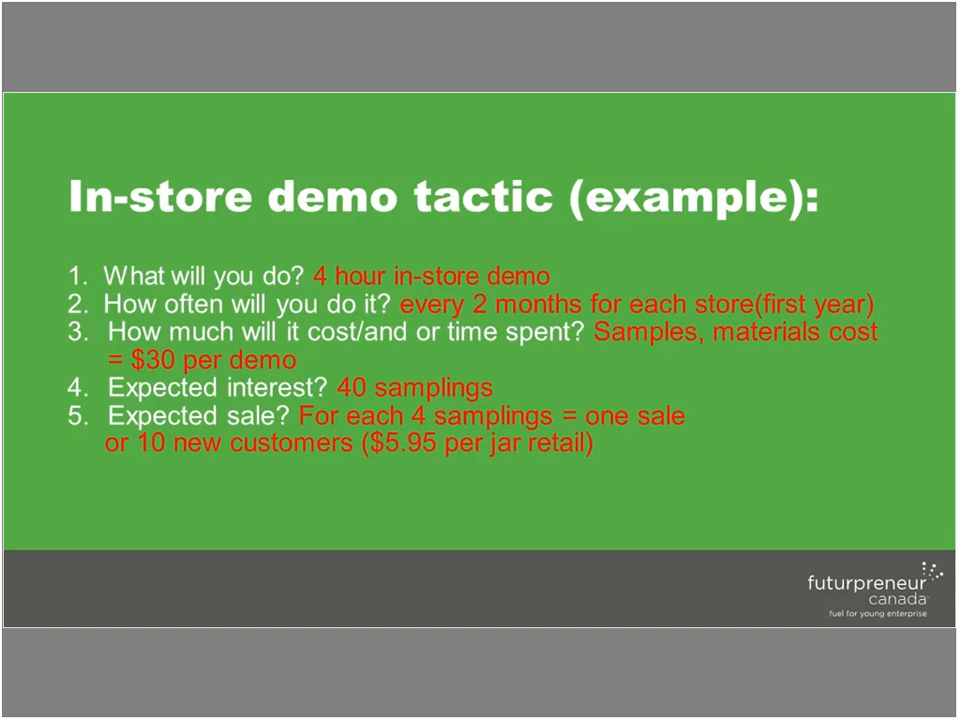 In-store demo tactic (example):
1. What will you do? 4 hour in-store demo
2. How often will you do it? every 2 months for each store(first year)
3. How much will it cost/and or time spent? Samples, materials cost
= $30 per demo
4. Expected interest? 40 samplings
5. Expected sale? For each 4 samplings = one sale
or 10 new customers ($5.95 per jar retail)
futurpreneur
canada™
fuel for young enterprise